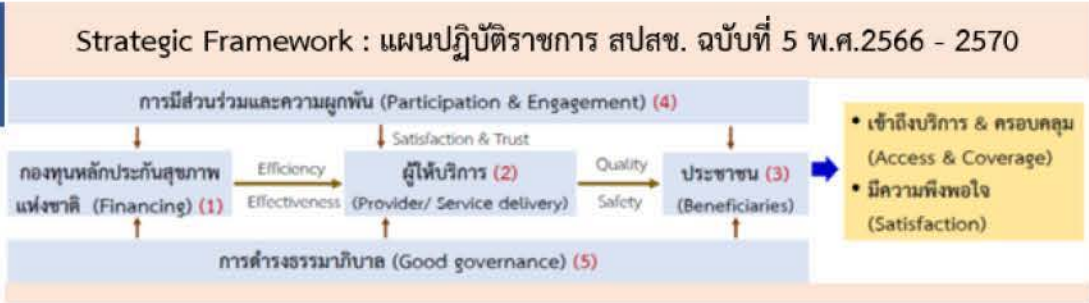 Strategic Framework : แผนปฏิบัติราชการ สปสช. ฉบับที่ 5 พ.ศ.2566 - 2570
การมีส่วนร่วมและความผูกพัน (Participation & Engagement) (4)
Satisfaction & Trust
กองทุนหลักประกันสุขภาพ
แห่งชาติ (Financing) (1)
Efficiency
Effectiveness
ผู้ให้บริการ (2)
(Provider/ Service delivery)
Quality
Safety
ประชาชน (3)
(Beneficiaries)
• เข้าถึงบริการ & ครอบคลุม
(Access & Coverage)
• มีความพึงพอใจ
(Satisfaction)
การดำรงธรรมาภิบาล (Good governance) (5)